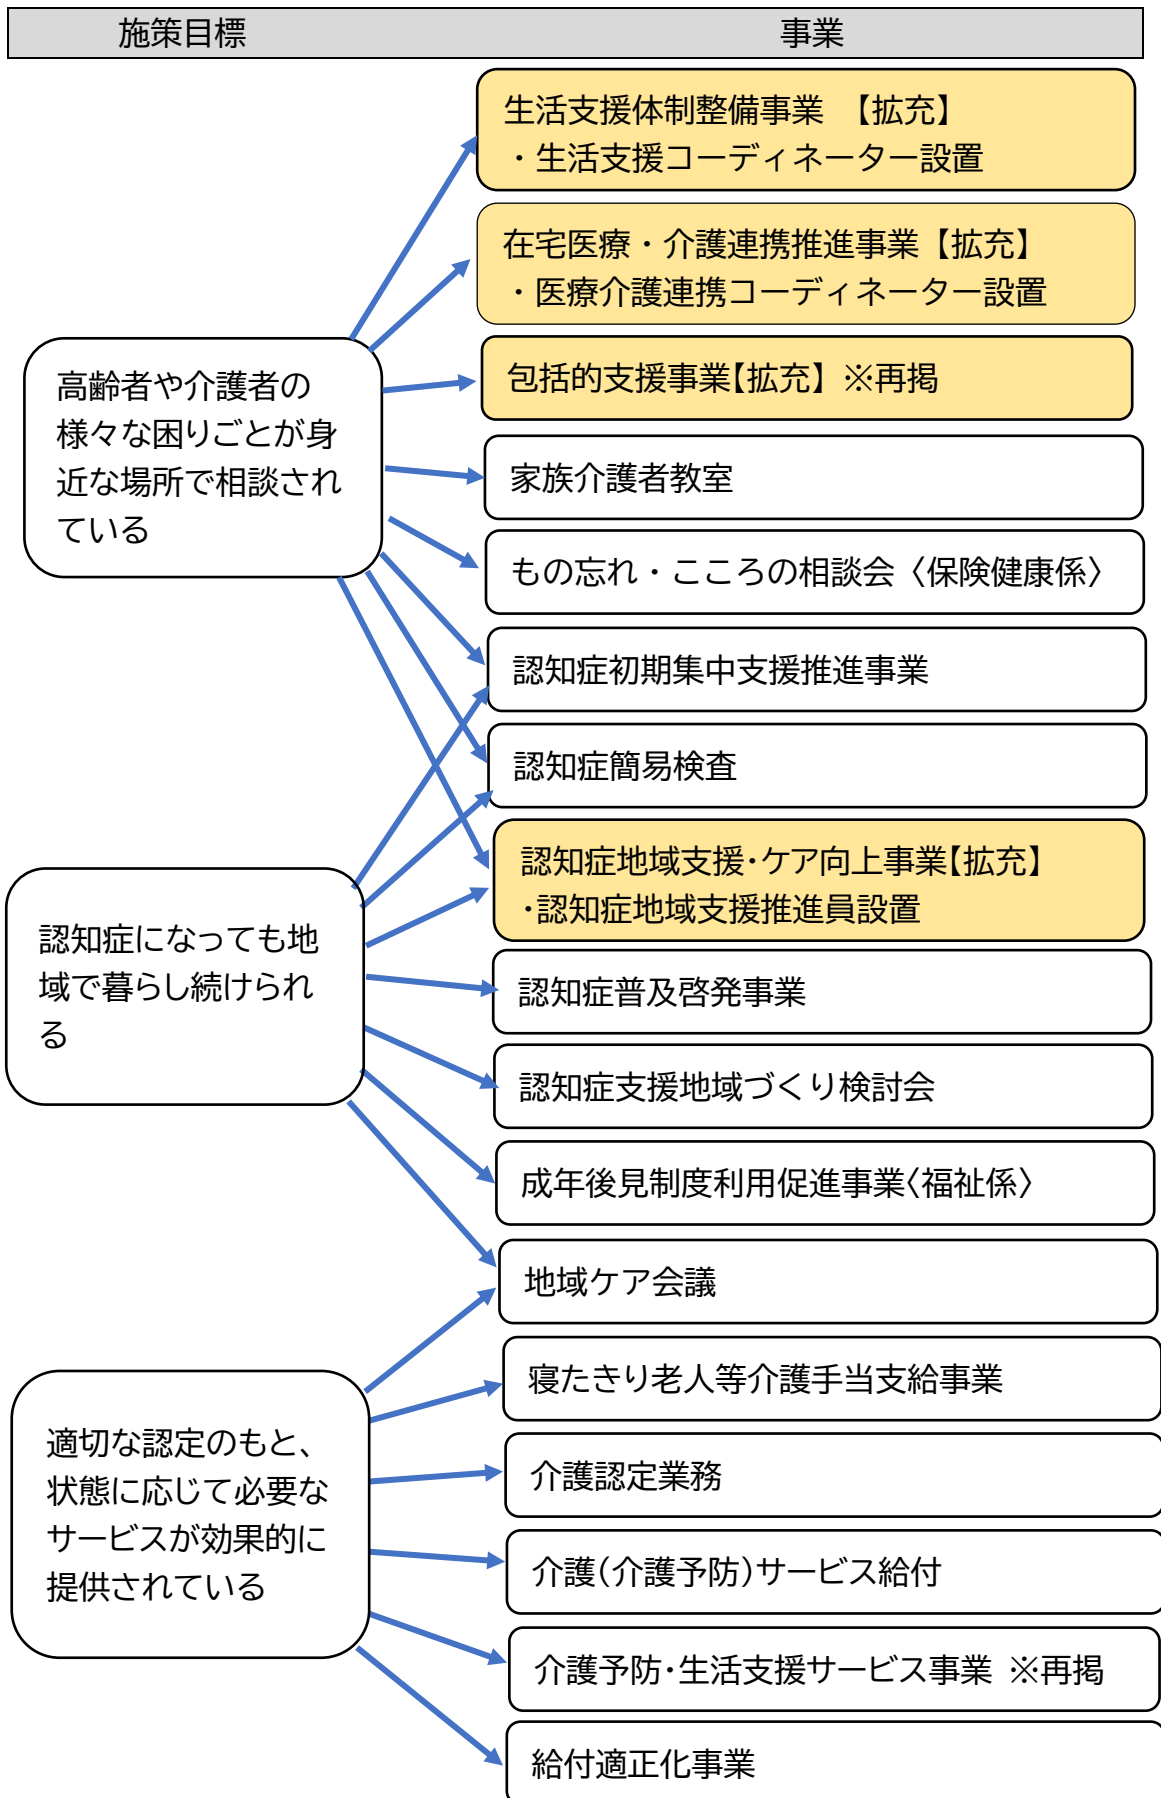 施策目標 事業
生活支援体制整備事業 【拡充】
・生活支援コーディネーター設置
在宅医療・介護連携推進事業【拡充】
・医療介護連携コーディネーター設置
包括的支援事業【拡充】※再掲
高齢者や介護者の
様々な困りごとが身
近な場所で相談され
ている
家族介護者教室
もの忘れ・こころの相談会〈保険健康係〉
認知症初期集中支援推進事業
認知症簡易検査
認知症地域支援・ケア向上事業【拡充】
・認知症地域支援推進員設置
認知症になっても地
域で暮らし続けられ
る
認知症普及啓発事業
認知症支援地域づくり検討会
成年後見制度利用促進事業〈福祉係〉
地域ケア会議
寝たきり老人等介護手当支給事業
適切な認定のもと、
状態に応じて必要な
サービスが効果的に
提供されている
介護認定業務
介護（介護予防）サービス給付
介護予防・生活支援サービス事業 ※再掲
給付適正化事業